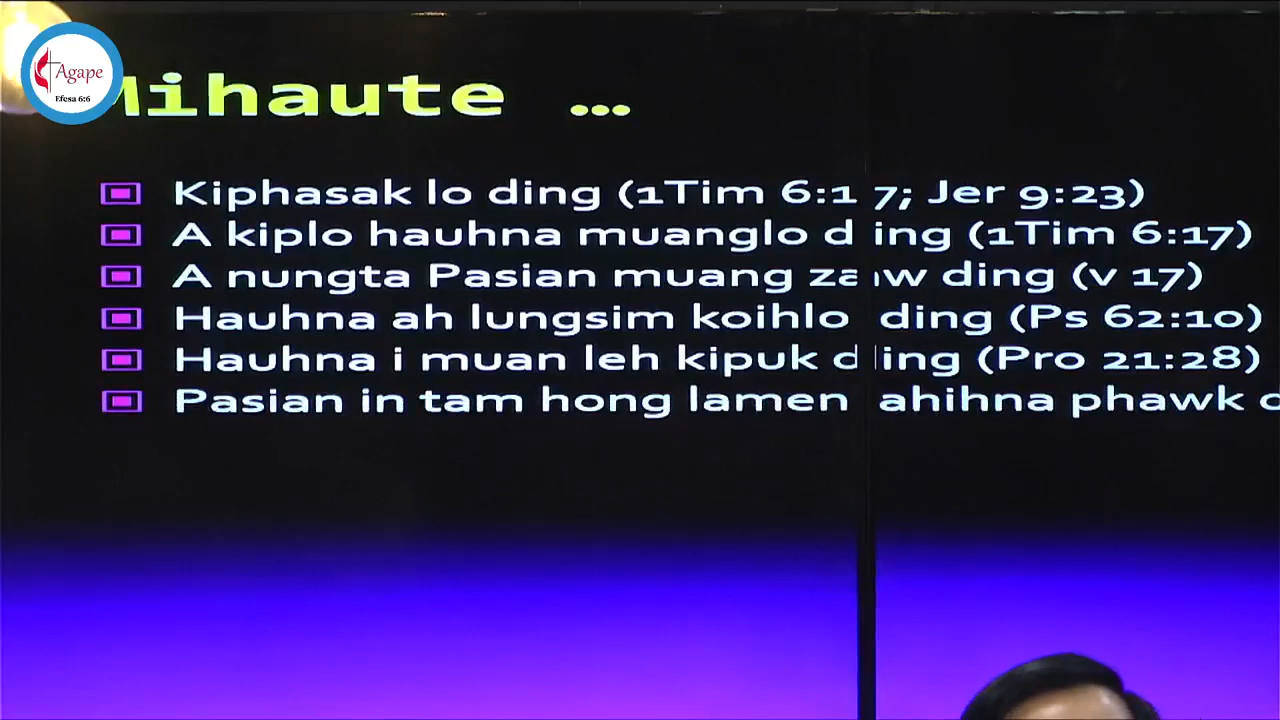 Agape
Efesa 6:6
Mihaute ...
Kiphasak lo ding (1Tim 6:17; Jer 9:23)
A kiplo hauhna muanglo ding (1Tim 6:17)
A nungta Pasian muang zaw ding (v 17)
Hauhna ah lungsim koihlo ding (Ps 62:10)
Hauhna i muan leh kipuk ding (Pro 21:28)
Pasian in tam hong lamen ahihna phawk